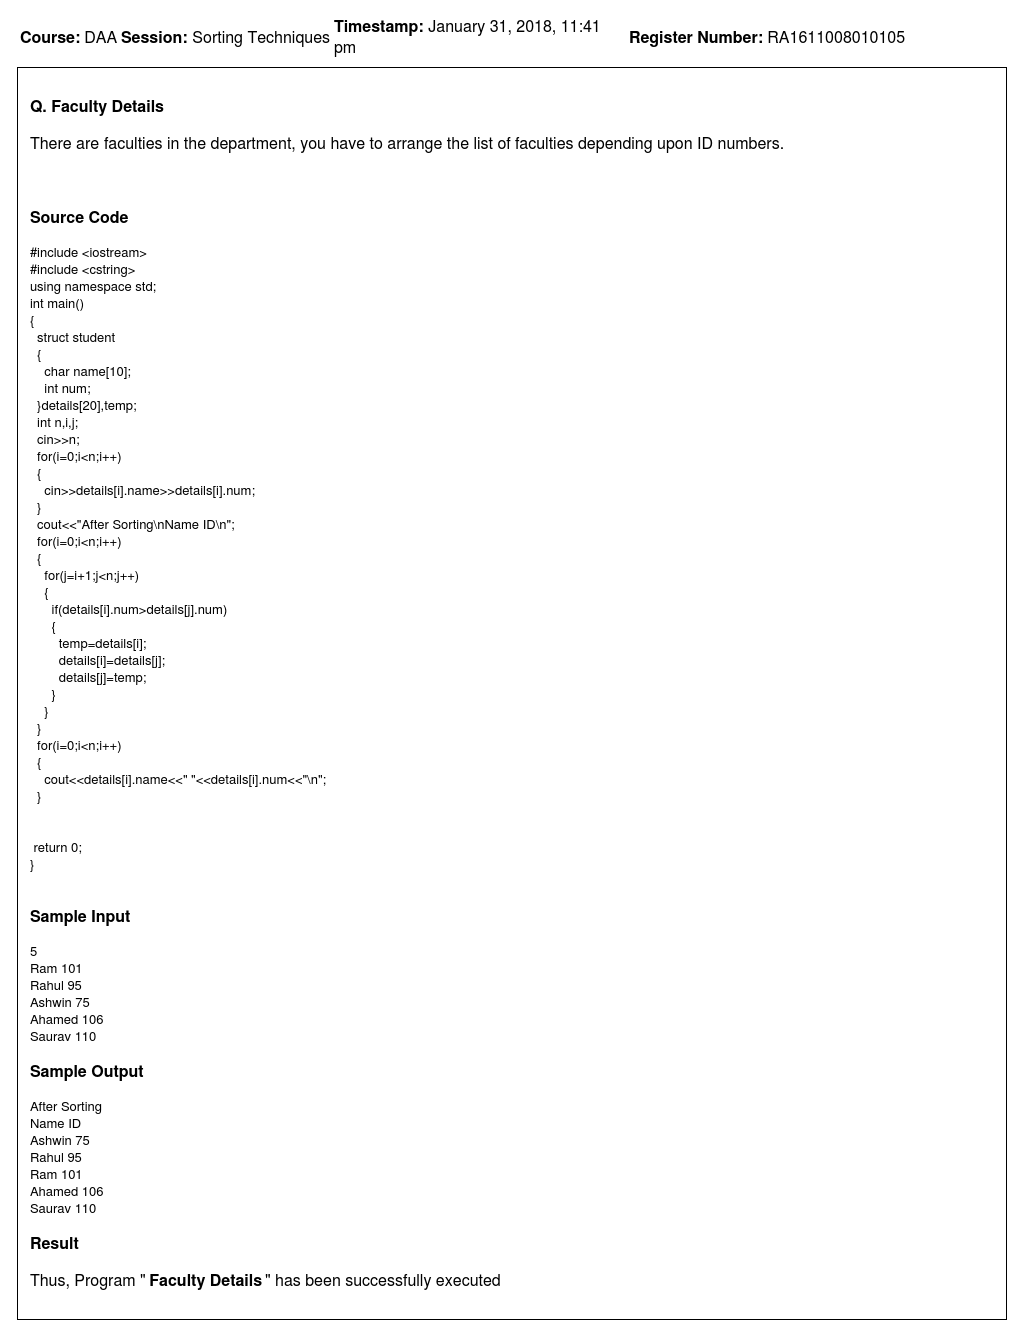 Course: DAA Session: Sorting Techniques Timestamp: January 31, 2018, 11:41 pm Register Number: RA1611008010105
Q. Faculty Details
There are faculties in the department, you have to arrange the list of faculties depending upon ID numbers.
Source Code
#include <iostream>
#include <cstring>
using namespace std;
int main()
{
  struct student
  {
    char name[10];
    int num;
  }details[20],temp;
  int n,i,j;
  cin>>n;
  for(i=0;i<n;i++)
  {
    cin>>details[i].name>>details[i].num;
  }
  cout<<"After Sorting\nName ID\n";
  for(i=0;i<n;i++)
  {
    for(j=i+1;j<n;j++)
    {
      if(details[i].num>details[j].num)
      {
        temp=details[i];
        details[i]=details[j];
        details[j]=temp;
      }
    }
  }
  for(i=0;i<n;i++)
  {
    cout<<details[i].name<<" "<<details[i].num<<"\n";
  }
 return 0;
}
Sample Input
5
Ram 101
Rahul 95
Ashwin 75
Ahamed 106
Saurav 110
Sample Output
After Sorting
Name ID
Ashwin 75
Rahul 95
Ram 101
Ahamed 106
Saurav 110
Result
Thus, Program " Faculty Details " has been successfully executed